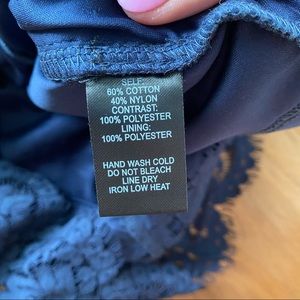 SELF:
60% COTTON
40% NYLON
CONTRAST:
100% POLYESTER
LINING:
100% POLYESTER
HAND WASH COLD
DO NOT BLEACH
LINE DRY
IRON LOW HEAT